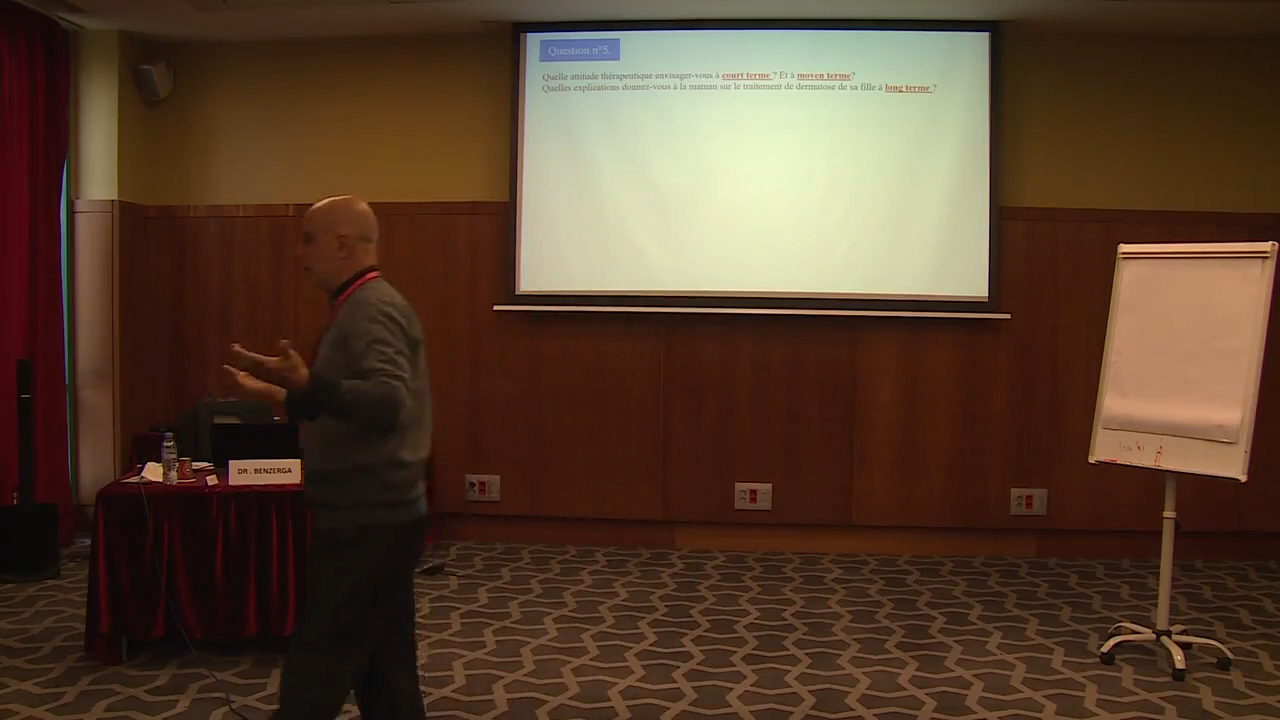 Question n°5.
Quelle attitude thérapeutique envisager-vous à court terme ? Et à moyen terme?
Quelles explications donnez-vous à la maman sur le traitement de dermatose de sa fille à long terme ?
DR . BENZERGA